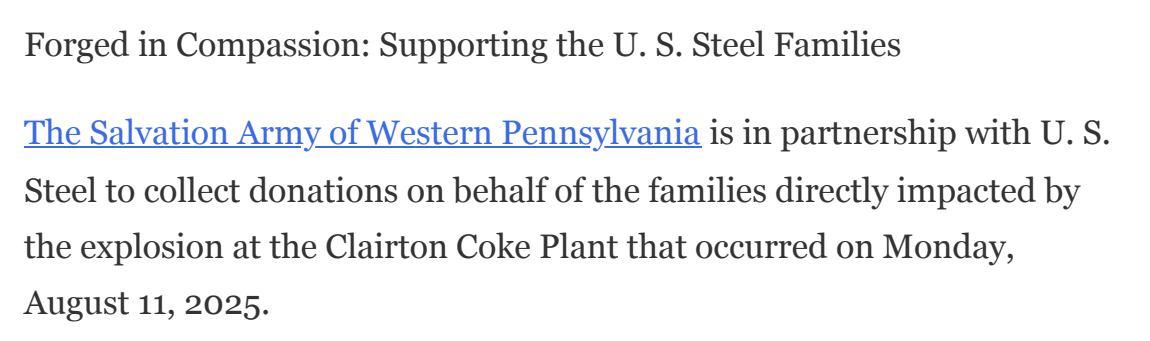 Forged in Compassion: Supporting the U. S. Steel Families
The Salvation Army of Western Pennsylvania is in partnership with U. S.
Steel to collect donations on behalf of the families directly impacted by
the explosion at the Clairton Coke Plant that occurred on Monday,
August 11, 2025.